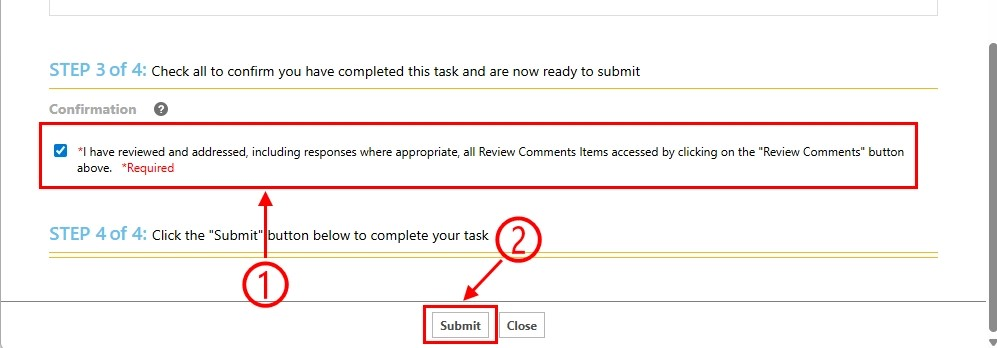 STEP 3 of 4: Check all to confirm you have completed this task and are now ready to submit
Confirmation ?
*I have reviewed and addressed, including responses where appropriate, all Review Comments Items accessed by clicking on the "Review Comments" button
above. *Required
STEP 4 of 4: Click the "Submit" button below to complete your task
2
1
Submit Close